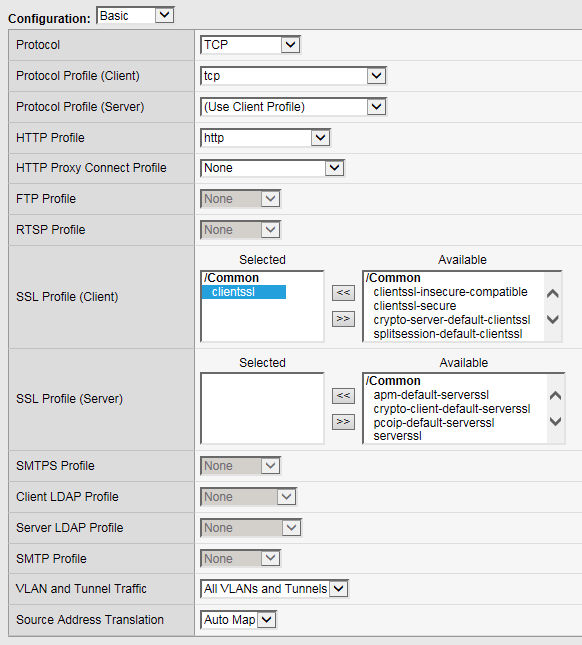 Configuration: Basic
Protocol TCP
Protocol Profile (Client) tcp
Protocol Profile (Server) (Use Client Profile)
HTTP Profile http
HTTP Proxy Connect Profile None
FTP Profile None
RTSP Profile None
SSL Profile (Client)
Selected Available
/Common /Common
clientssl << clientssl-insecure-compatible
clientssl-secure
>> crypto-server-default-clientssl
splitsession-default-clientssl
SSL Profile (Server)
Selected Available
/Common
<< apm-default-serverssl
crypto-client-default-serverssl
>> pcoip-default-serverssl
serverssl
SMTPS Profile None
Client LDAP Profile None
Server LDAP Profile None
SMTP Profile None
VLAN and Tunnel Traffic All VLANs and Tunnels
Source Address Translation Auto Map